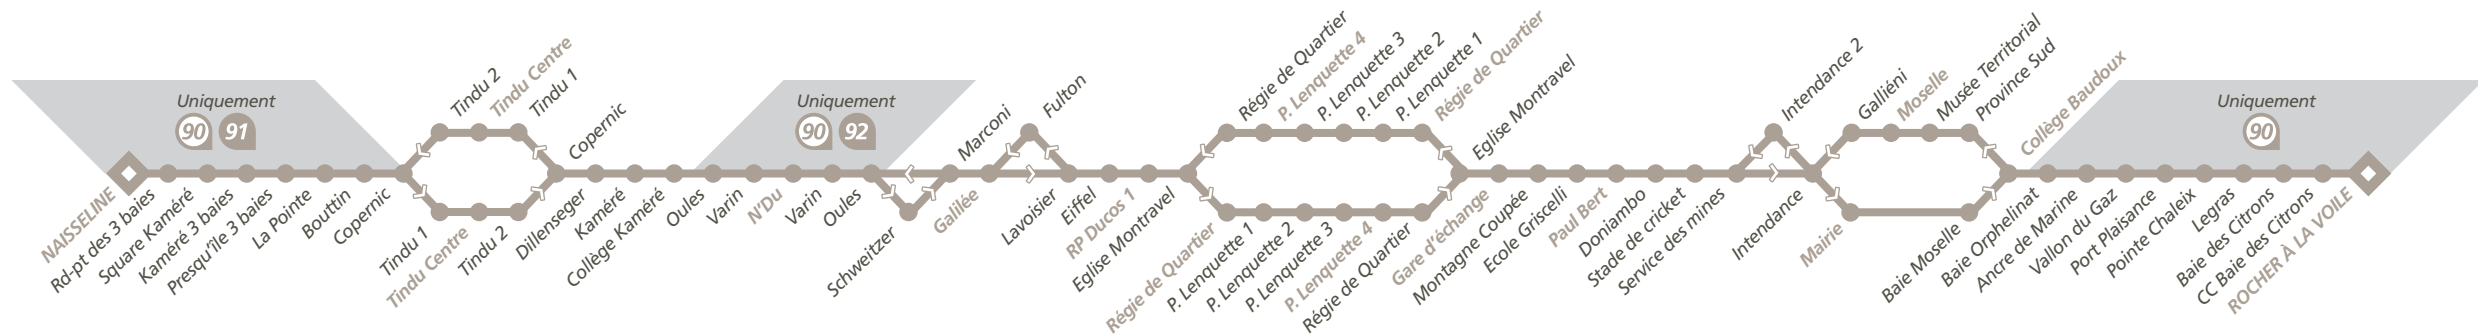 Uniquement
90 91
Uniquement
90 92
Uniquement
90
NAISSELINE
Rd-pt des 3 baies
Square Kaméré
Kaméré 3 baies
Presqu'île 3 baies
La Pointe
Bouttin
Copernic
Tindu 2
Tindu Centre
Tindu 1
Tindu 1
Tindu Centre
Tindu 2
Copernic
Dillenseger
Kaméré
Collège Kaméré
Oules
Varin
N'Du
Varin
Oules
Schweitzer
Marconi
Galilée
Fulton
Lavoisier
Eiffel
RP Ducos 1
Eglise Montravel
Régie de Quartier
P. Lenquette 4
P. Lenquette 3
P. Lenquette 2
P. Lenquette 1
Régie de Quartier
Régie de Quartier
P. Lenquette 1
P. Lenquette 2
P. Lenquette 3
P. Lenquette 4
Régie de Quartier
Eglise Montravel
Gare d'échange
Montagne Coupée
Ecole Griscelli
Paul Bert
Doniambo
Stade de cricket
Service des mines
Intendance 2
Intendance
Galliéni
Moselle
Musée Territorial
Province Sud
Mairie
Baie Moselle
Collège Baudoux
Baie Orphelinat
Ancre de Marine
Vallon du Gaz
Port Plaisance
Pointe Chaleix
Legras
Baie des Citrons
CC Baie des Citrons
ROCHER À LA VOILE